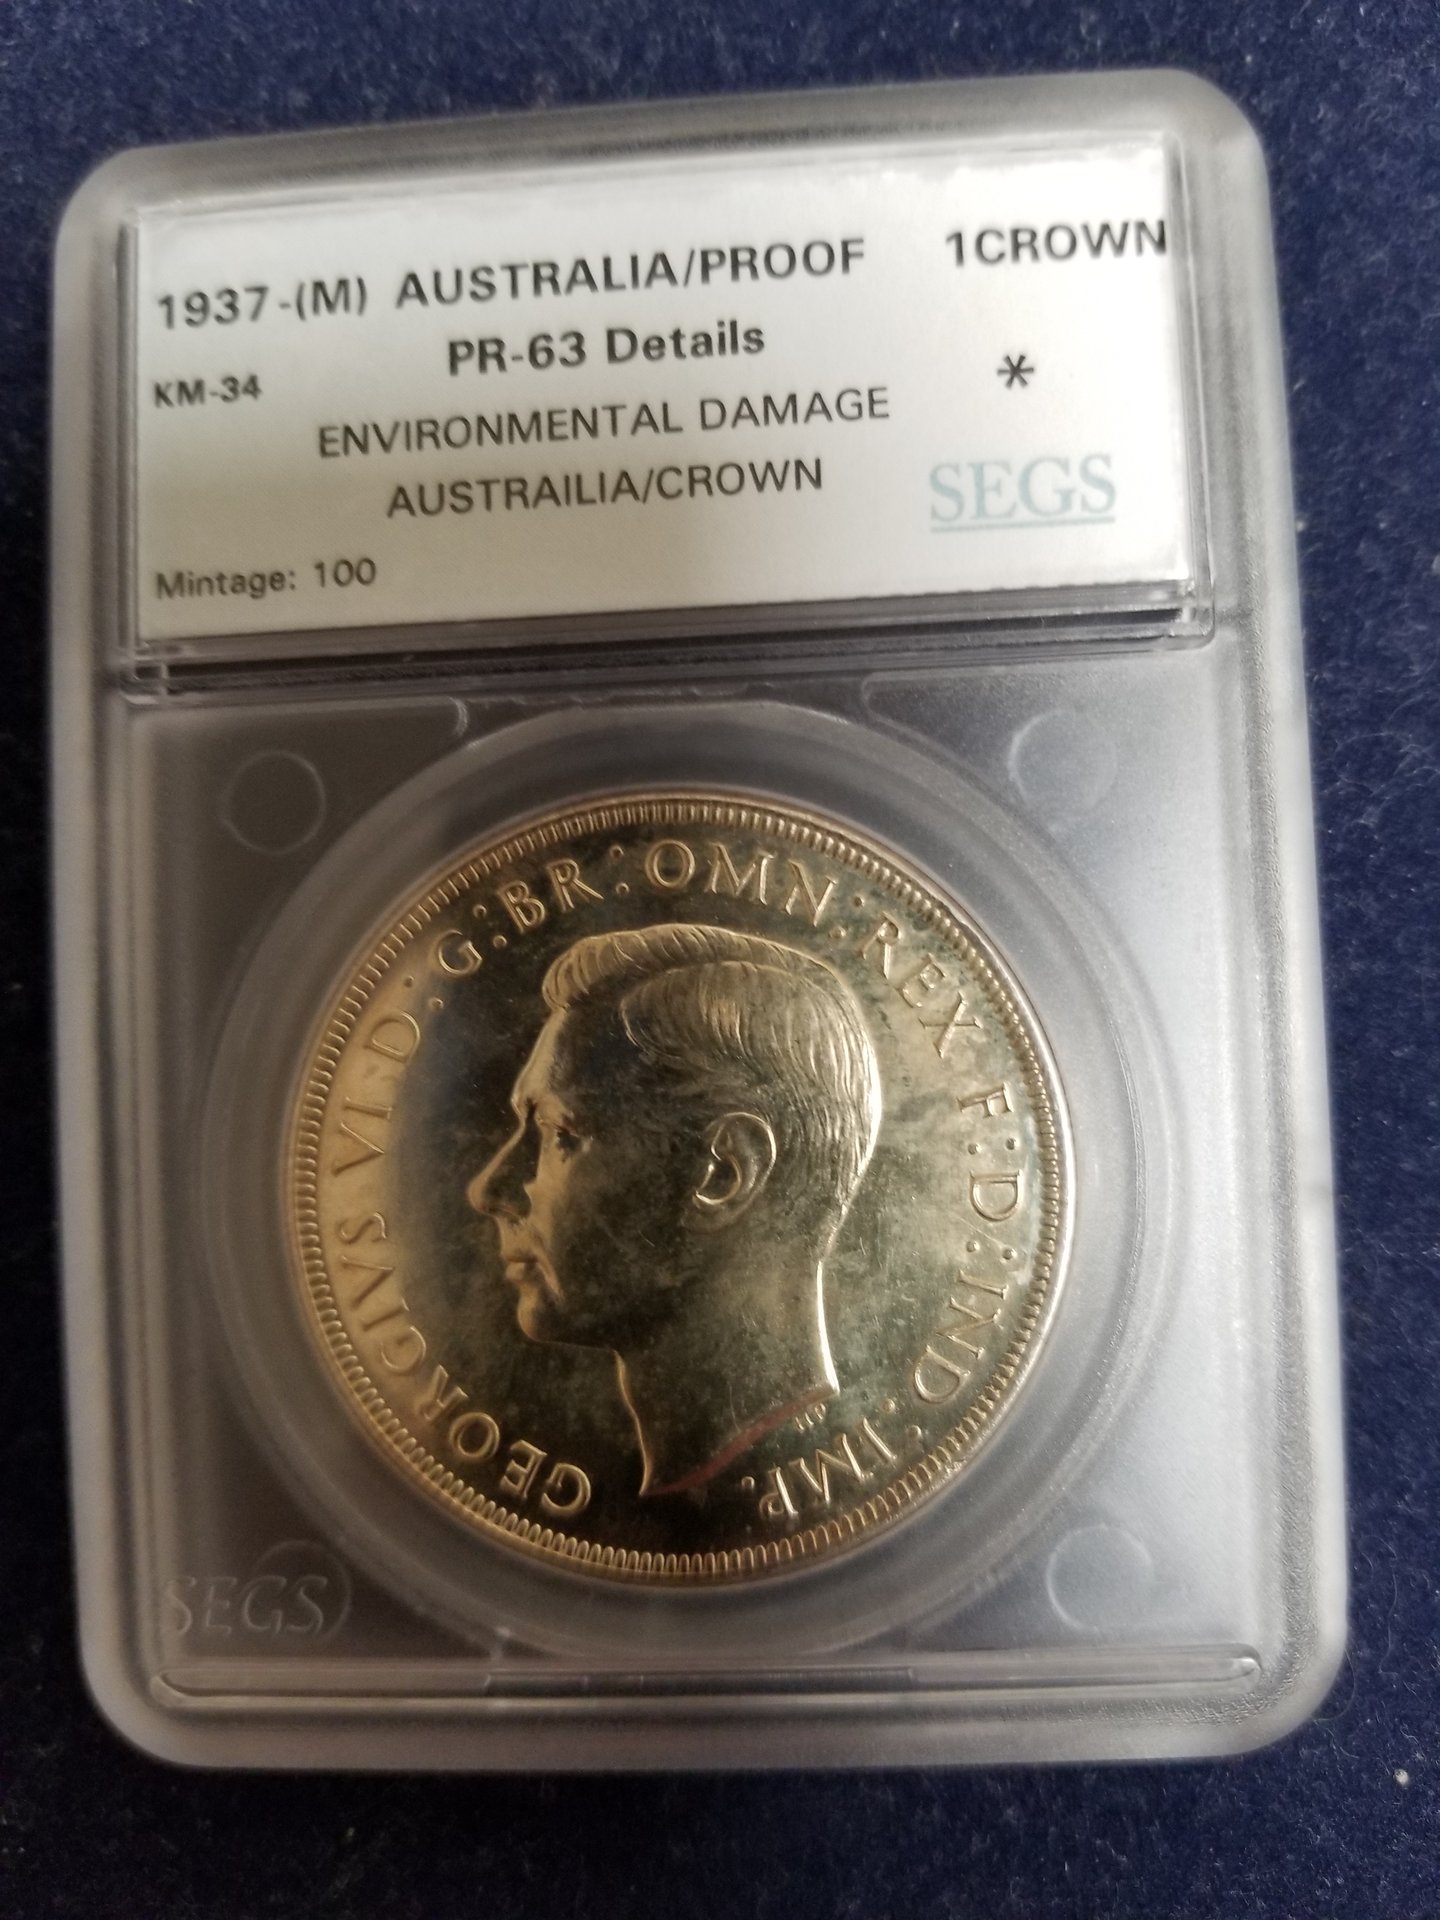 1937-(M) AUSTRALIA/PROOF 1CROWN
PR-63 Details
KM-34
*
ENVIRONMENTAL DAMAGE
AUSTRAILIA/CROWN
SEGS
Mintage: 100
GEORGIVS VI D: G: BR: OMN: REX F: D: IND: IMP.
HP
SEGS